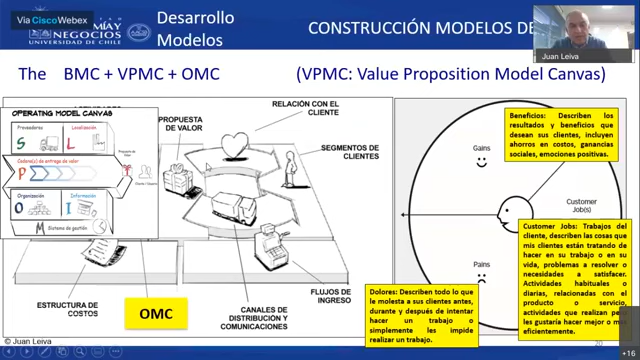 Via Cisco Webex
ECONOMÍA Y
NEGOCIOS
UNIVERSIDAD DE CHILE
Desarrollo
Modelos
CONSTRUCCIÓN MODELOS DE
Juan Leiva
The BMC + VPMC + OMC
(VPMC: Value Proposition Model Canvas)
OPERATING MODEL CANVAS
Proveedores
Localización
S
L
Cadena(s) de entrega de valor
P
Organización
Información
O
I
M
Sistema de gestión
PROPUESTA
DE VALOR
RELACIÓN CON EL
CLIENTE
SEGMENTOS DE
CLIENTES
ESTRUCTURA DE
COSTOS
OMC
CANALES DE
DISTRIBUCIÓN Y
COMUNICACIONES
FLUJOS DE
INGRESO
Gains
Customer
Job(s)
Pains
Beneficios: Describen los
resultados y beneficios que
desean sus clientes, incluyen
ahorros en costos, ganancias
sociales, emociones positivas.
Customer Jobs: Trabajos del
cliente, describen las cosas que
mis clientes están tratando de
hacer en su trabajo o en su
vida, problemas a resolver o
necesidades a satisfacer.
Actividades habituales o
diarias, relacionadas con el
producto o servicio,
actividades que realizan pero
les gustaría hacer mejor o mas
eficientemente.
Dolores: Describen todo lo que
le molesta a sus clientes antes,
durante y después de intentar
hacer un trabajo o
simplemente les impide
realizar un trabajo.
© Juan Leiva
20
+16